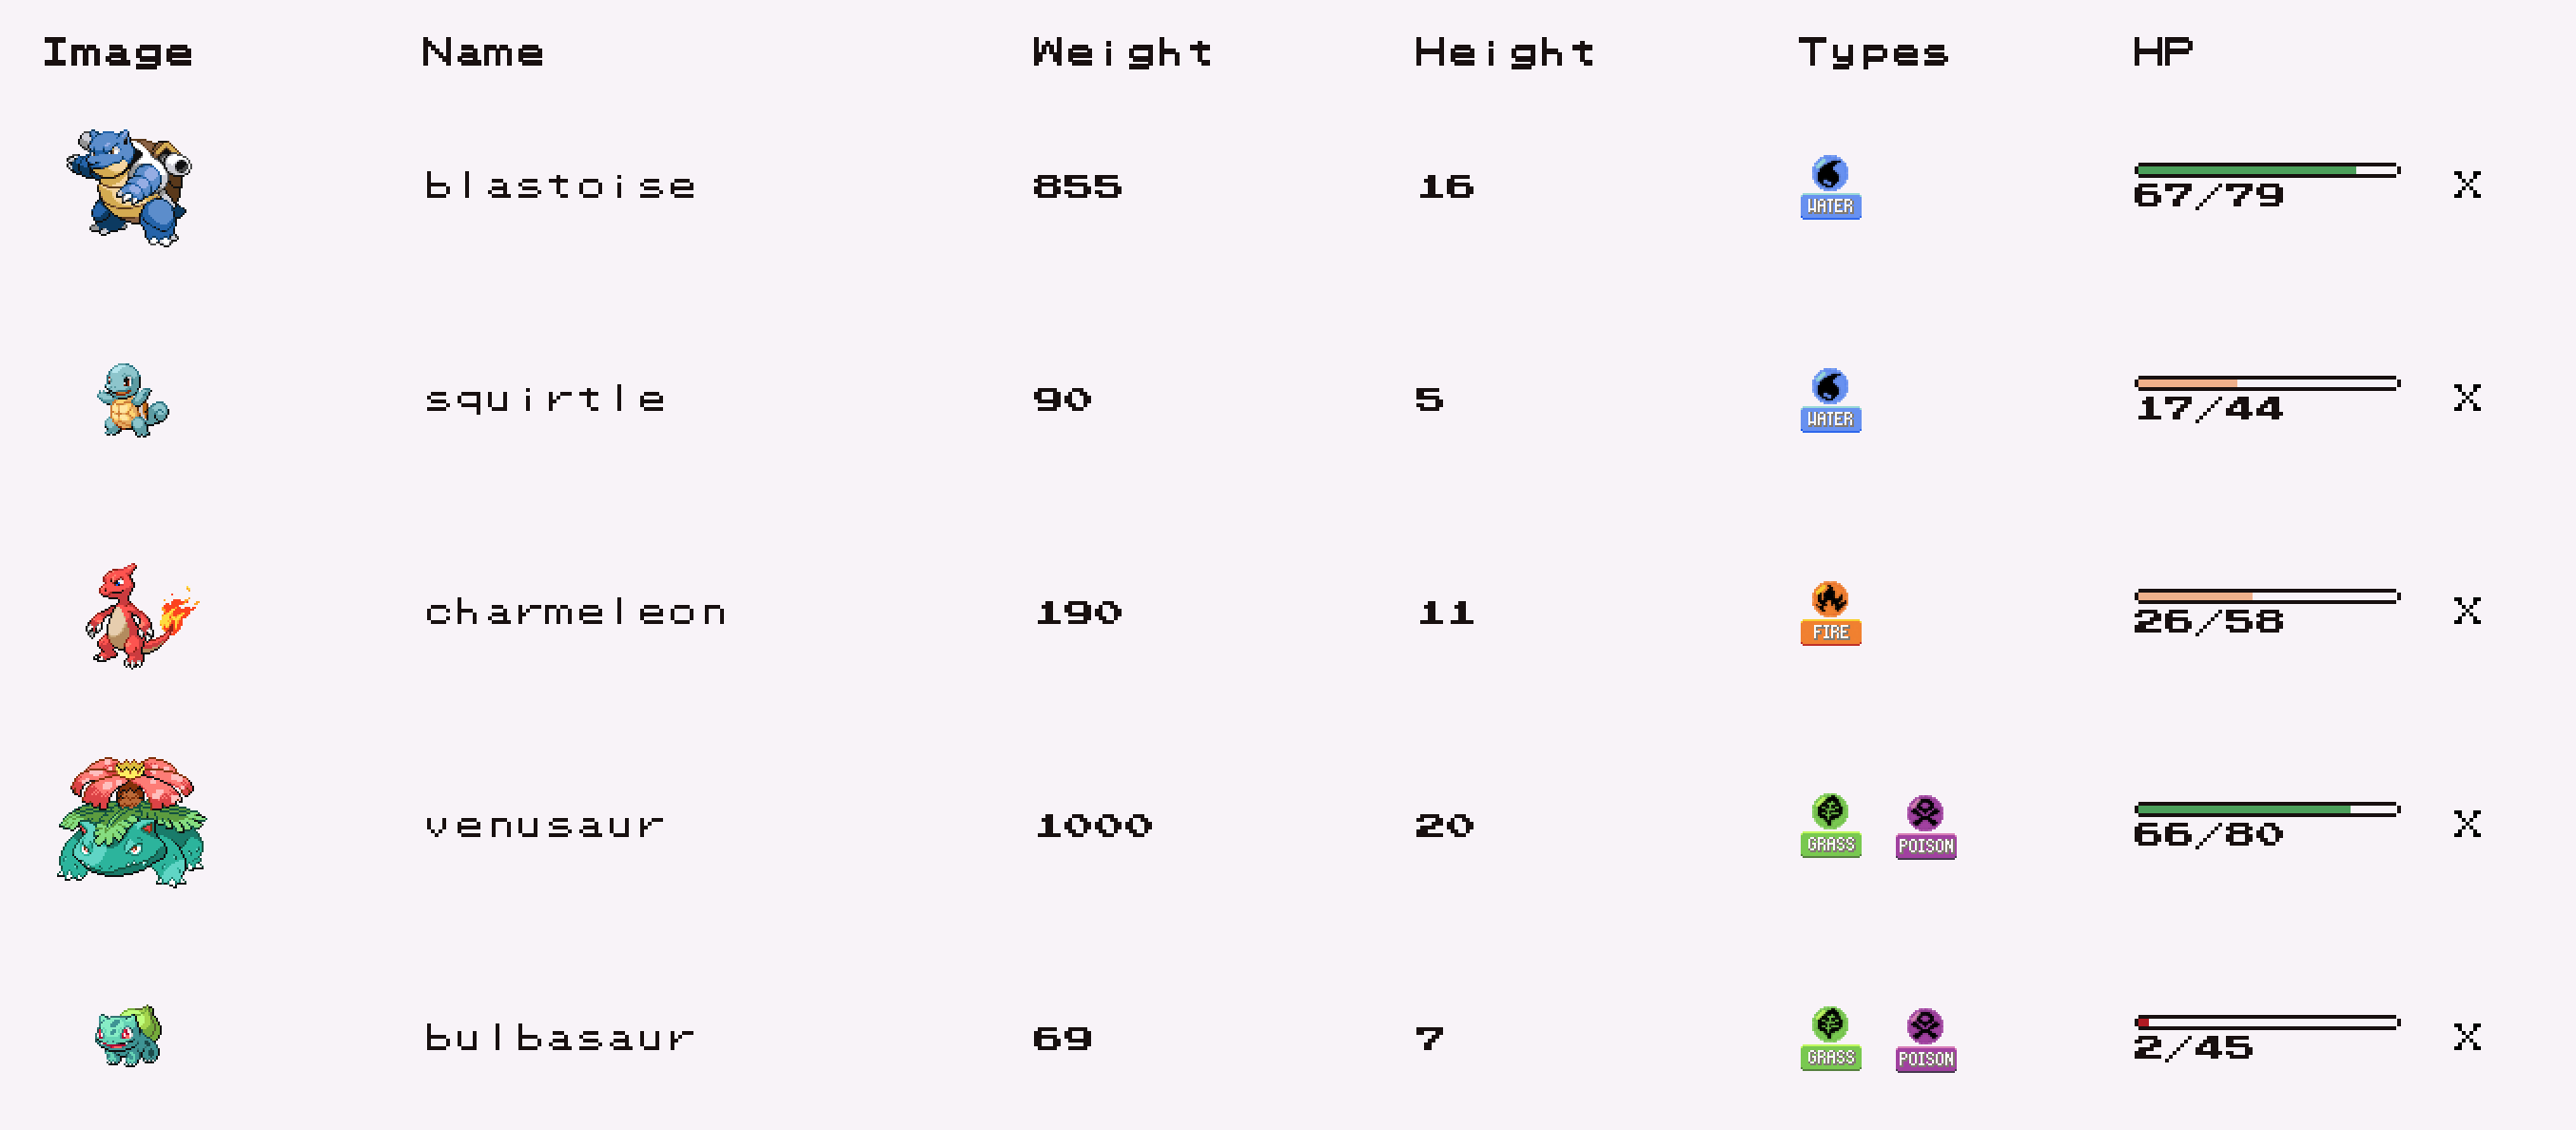 Image Name Weight Height Types HP
blastoise 855 16 WATER 67/79 X
squirtle 90 5 WATER 17/44 X
charmeleon 190 11 FIRE 26/58 X
venusaur 1000 20 GRASS POISON 66/80 X
bulbasaur 69 7 GRASS POISON 2/45 X